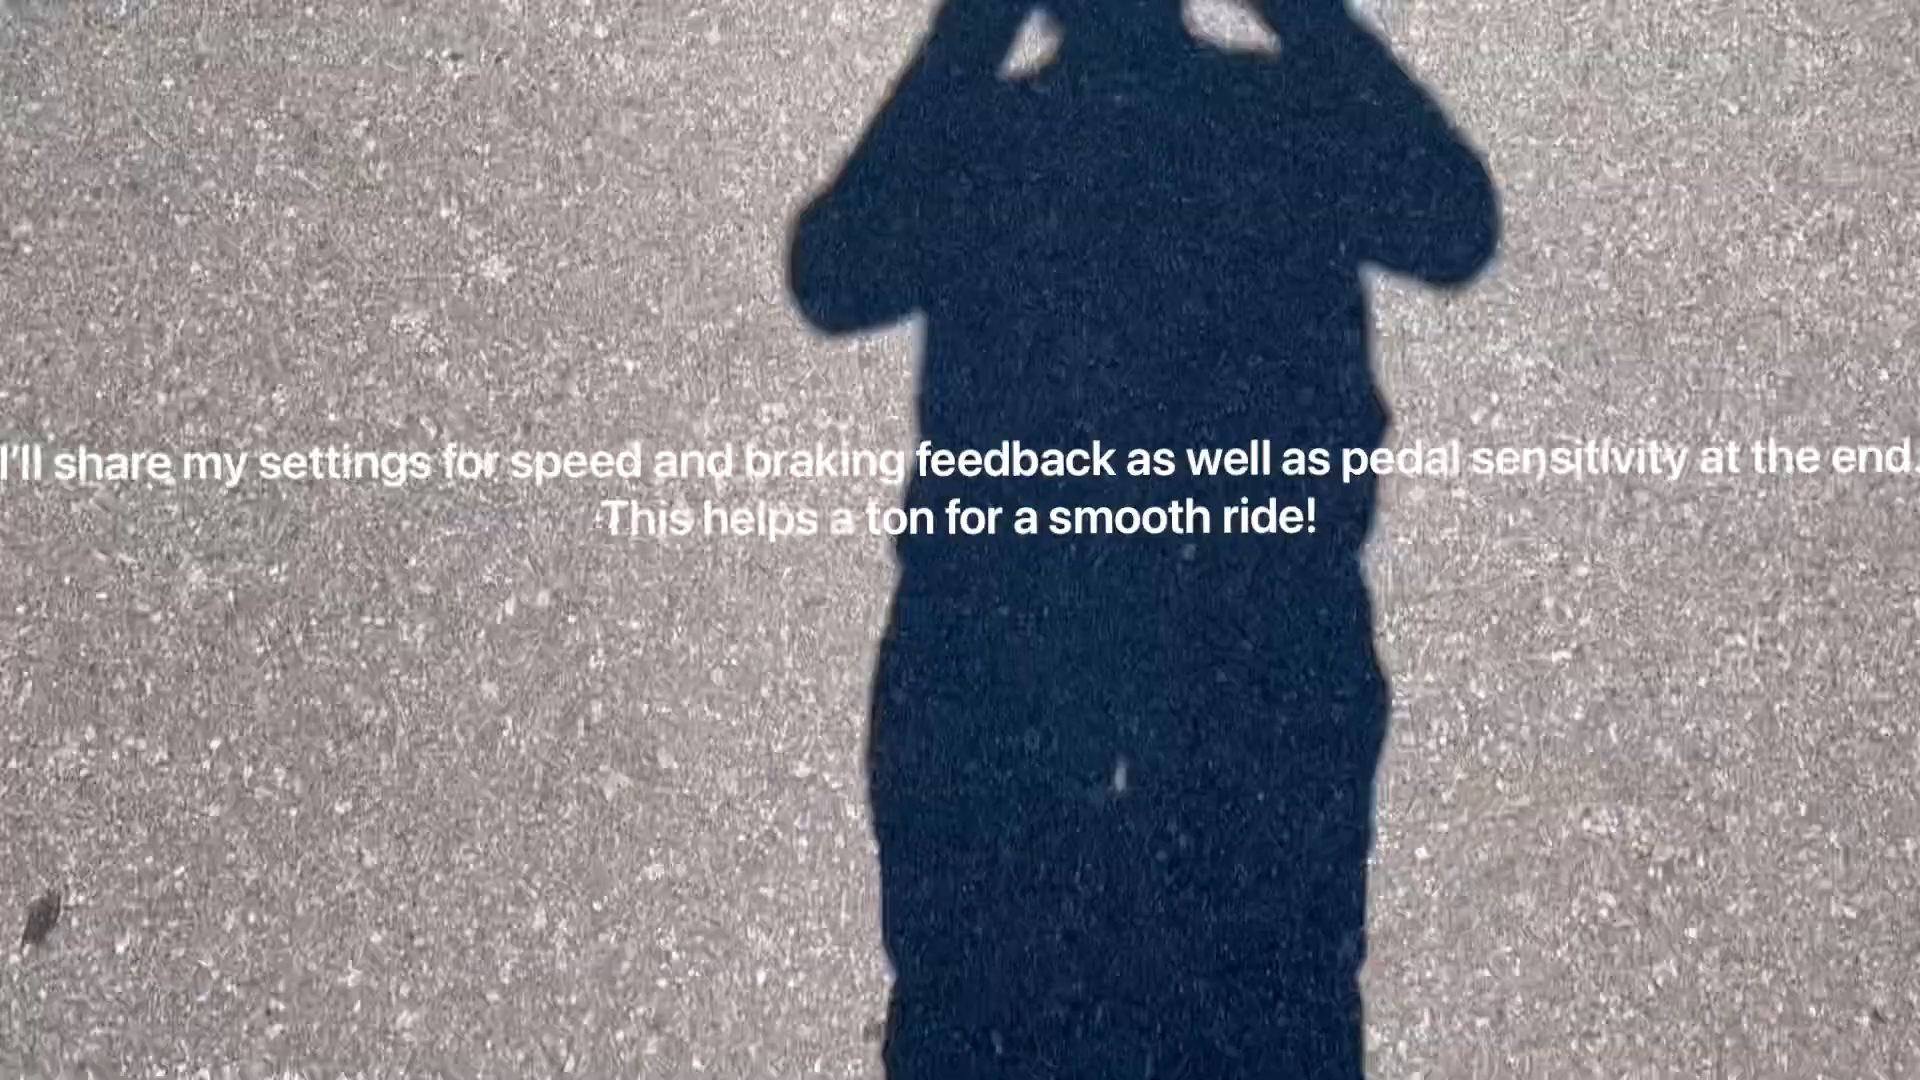 I'll share my settings for speed and braking feedback as well as pedal sensitivity at the end.
This helps a ton for a smooth ride!